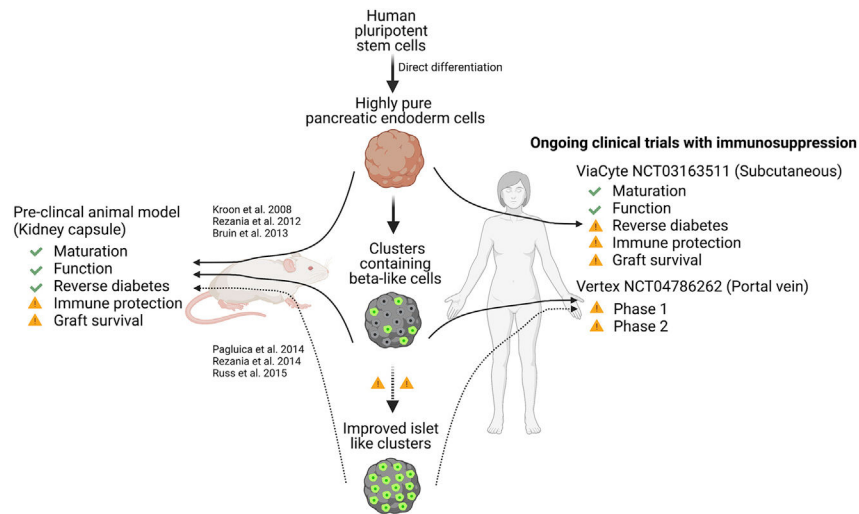 Human
pluripotent
stem cells
Direct differentiation
Highly pure
pancreatic endoderm cells
Ongoing clinical trials with immunosuppression
ViaCyte NCT03163511 (Subcutaneous)
Maturation
Function
Reverse diabetes
Immune protection
Graft survival
Kroon et al. 2008
Rezania et al. 2012
Bruin et al. 2013
Pre-clincal animal model
(Kidney capsule)
Maturation
Function
Reverse diabetes
Immune protection
Graft survival
Clusters
containing
beta-like cells
Vertex NCT04786262 (Portal vein)
Phase 1
Phase 2
Pagluica et al. 2014
Rezania et al. 2014
Russ et al. 2015
Improved islet
like clusters